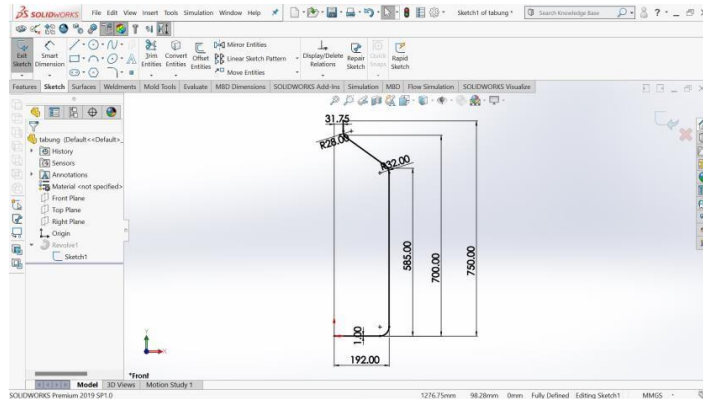 SOLIDWORKS File Edit View Insert Tools Simulation Window Help Sketch1 of tabung * Search Knowledge Base
Exit Sketch Smart Dimension Trim Entities Convert Entities Offset Entities Mirror Entities Linear Sketch Pattern Move Entities Display/Delete Relations Repair Sketch Rapid Sketch
Features Sketch Surfaces Weldments Mold Tools Evaluate MBD Dimensions SOLIDWORKS Add-Ins Simulation MBD Flow Simulation SOLIDWORKS Visualize
tabung (Default<<Default>_
History
Sensors
Annotations
Material <not specified>
Front Plane
Top Plane
Right Plane
Origin
Revolve1
Sketch1
31.75
R28.00
R32.00
585.00
700.00
750.00
1.00
192.00
Y
X
*Front
Model 3D Views Motion Study 1
SOLIDWORKS Premium 2019 SP1.0 1276.75mm 98.28mm 0mm Fully Defined Editing Sketch1 MMGS